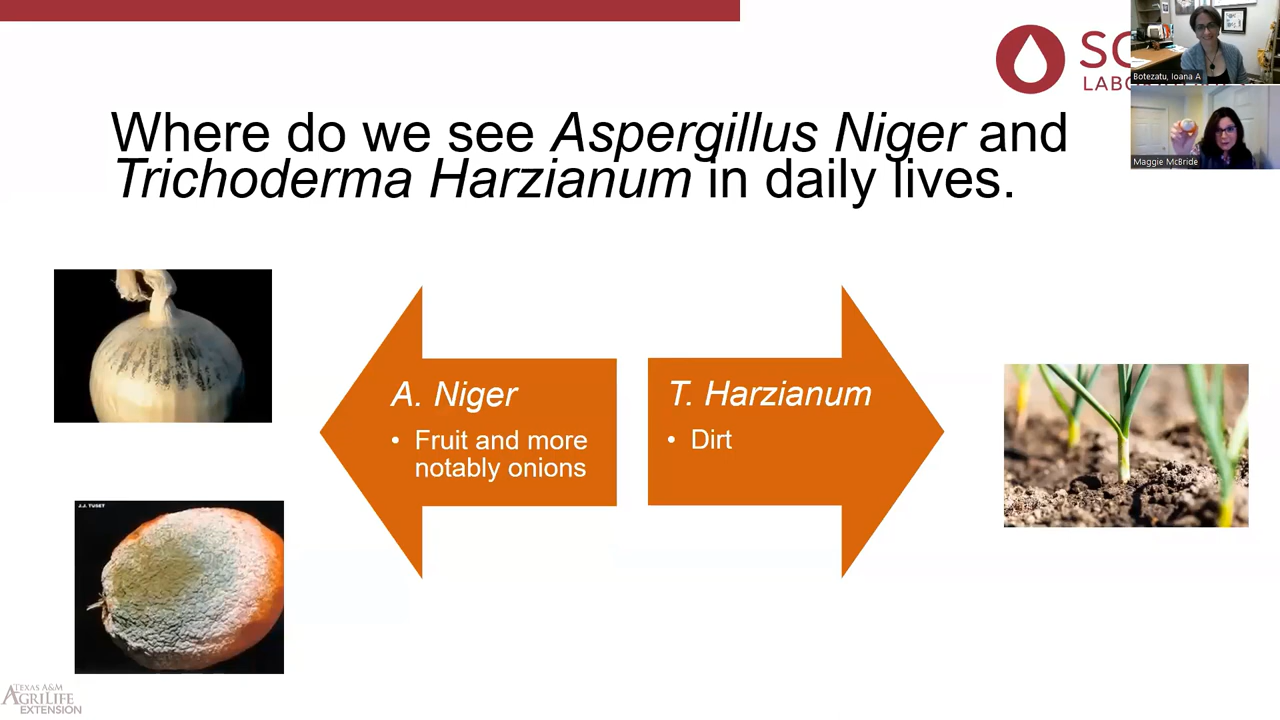 Where do we see Aspergillus Niger and
Trichoderma Harzianum in daily lives.
Botezatu, Ioana A
Maggie McBride
A. Niger
• Fruit and more
notably onions
T. Harzianum
• Dirt
J.J. TUSET
TEXAS A&M
AGRILIFE
EXTENSION